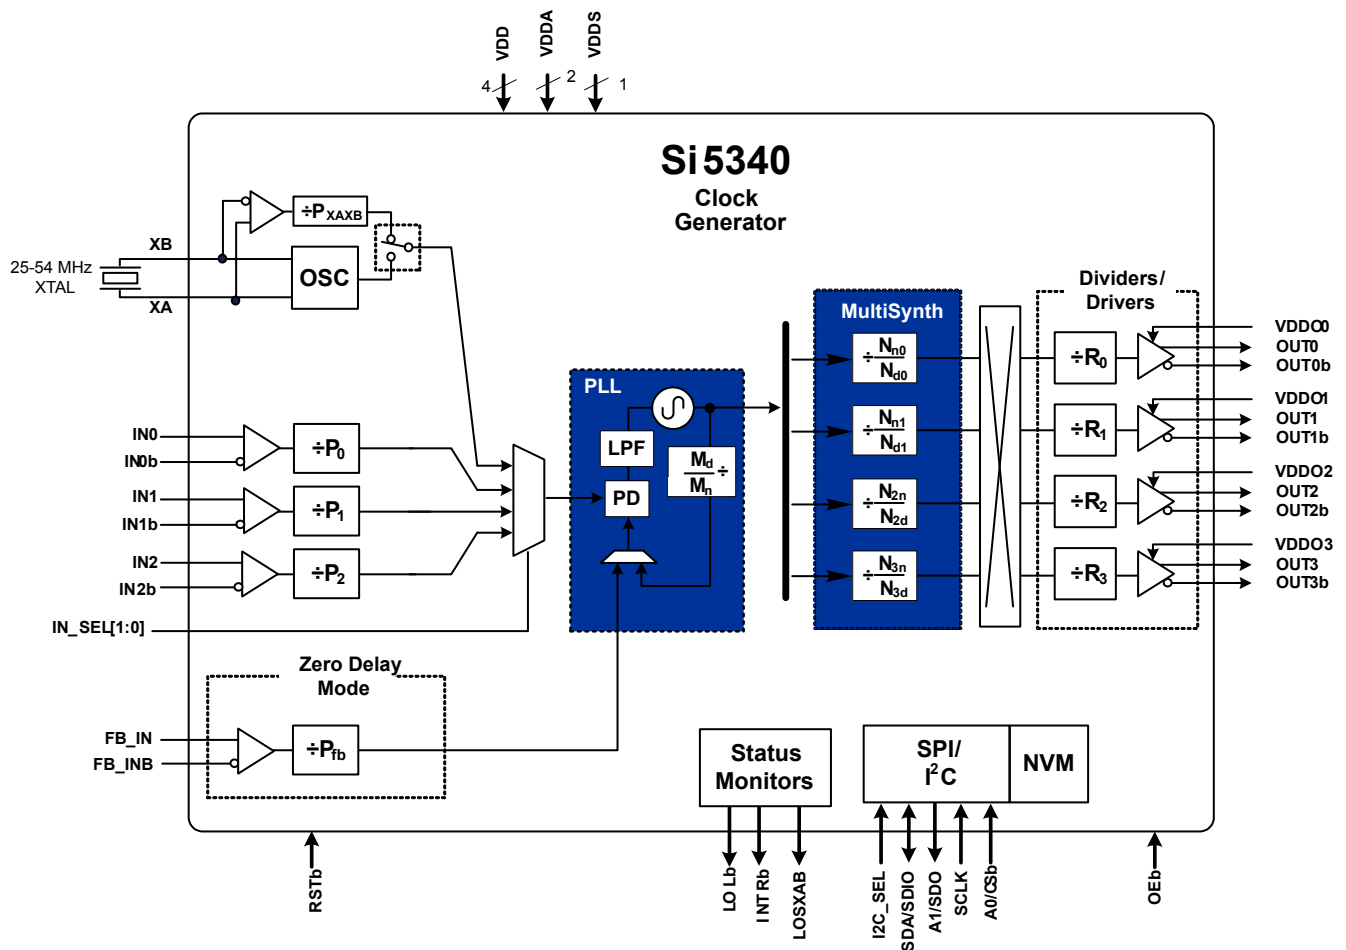 VDD
VDDA
VDDS
4
2
1
Si5340
Clock
Generator
÷P XAXB
XB
25-54 MHz
XTAL
XA
OSC
Dividers/
Drivers
MultiSynth
VDDO0
OUT0
OUT0b
÷ Nn0
Nd0
÷R0
PLL
VDDO1
OUT1
OUT1b
÷ Nn1
Nd1
÷R1
IN0
IN0b
÷P0
LPF
Md ÷
Mn
VDDO2
OUT2
OUT2b
÷ N2n
N2d
÷R2
IN1
IN1b
÷P1
PD
VDDO3
OUT3
OUT3b
÷ N3n
N3d
÷R3
IN2
IN2b
÷P2
IN_SEL[1:0]
Zero Delay
Mode
FB_IN
FB_INB
÷Pfb
Status
Monitors
SPI/
I2C
NVM
RSTb
LOLb
INTRb
LOSXAB
I2C_SEL
SDA/SDIO
A1/SDO
SCLK
A0/CSb
OEb